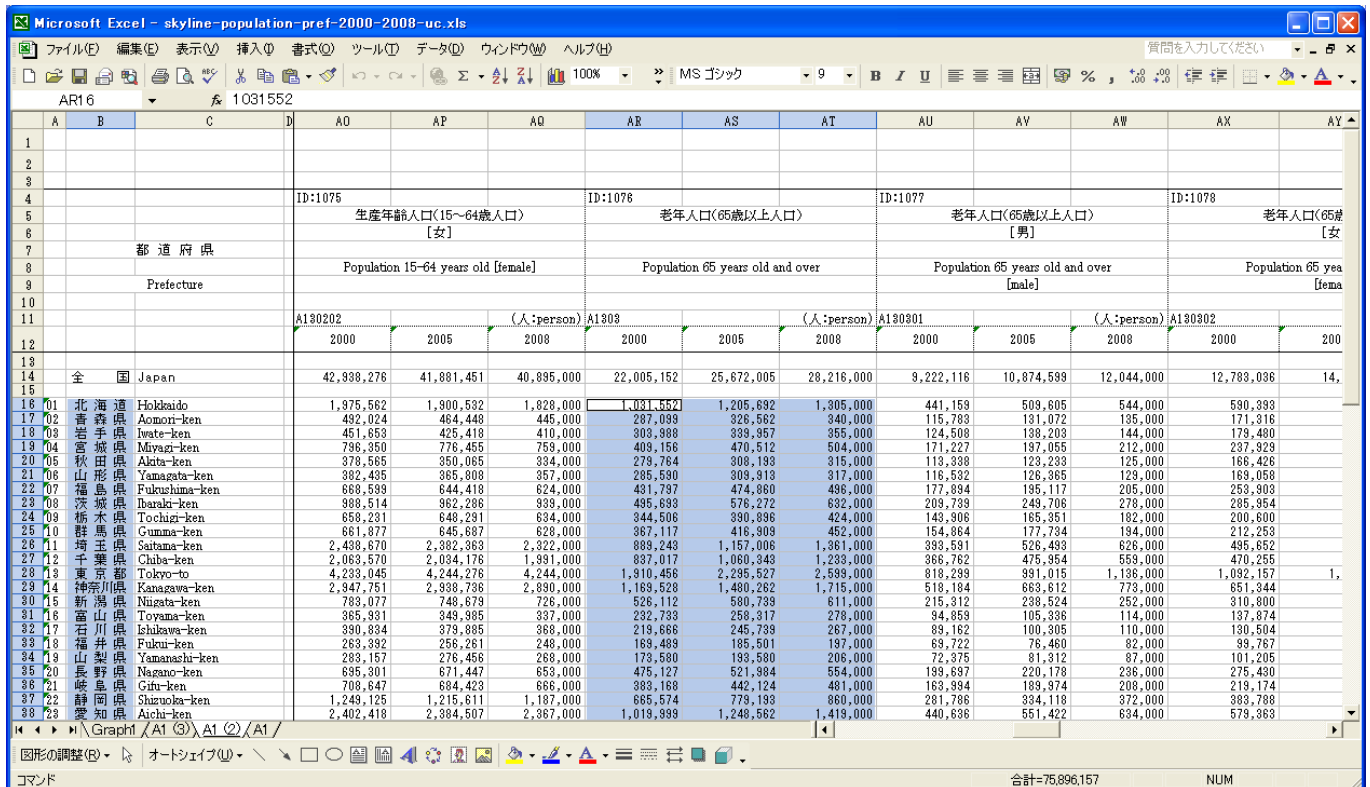 Microsoft Excel - skyline-population-pref-2000-2008-uc.xls
ファイル(F) 編集(E) 表示(V) 挿入(I) 書式(O) ツール(T) データ(D) ウィンドウ(W) ヘルプ(H) 質問を入力してください
100% MS ゴシック 9 B I U
AR16 fx 1031552
A B C D AO AP AQ AR AS AT AU AV AW AX AY
1
2
3
4 ID:1075 ID:1076 ID:1077 ID:1078
5 生産年齢人口(15～64歳人口) 老年人口(65歳以上人口) 老年人口(65歳以上人口) 老年人口(65歳
6 [女] [男] [女
7 都道府県
8 Population 15-64 years old [female] Population 65 years old and over Population 65 years old and over Population 65 yea
9 Prefecture [male] [fema
10
11 A130202 (人:person) A1303 (人:person) A130301 (人:person) A130302
12 2000 2005 2008 2000 2005 2008 2000 2005 2008 2000 200
13
14 全国 Japan 42,938,276 41,881,451 40,895,000 22,005,152 25,672,005 28,216,000 9,222,116 10,874,599 12,044,000 12,783,036 14,
15
16 01 北海道 Hokkaido 1,975,562 1,900,532 1,828,000 1,031,552 1,205,692 1,305,000 441,159 509,605 544,000 590,393
17 02 青森県 Aomori-ken 492,024 464,448 445,000 287,099 326,562 340,000 115,783 131,072 135,000 171,316
18 03 岩手県 Iwate-ken 451,653 425,418 410,000 303,988 339,957 355,000 124,508 138,203 144,000 179,480
19 04 宮城県 Miyagi-ken 796,350 776,455 759,000 409,156 470,512 504,000 171,227 197,055 212,000 237,929
20 05 秋田県 Akita-ken 378,565 350,065 334,000 279,764 308,193 315,000 113,338 123,233 125,000 166,426
21 06 山形県 Yamagata-ken 382,435 365,808 357,000 285,590 309,913 317,000 116,532 126,365 129,000 169,058
22 07 福島県 Fukushima-ken 668,599 644,418 624,000 431,797 474,860 496,000 177,894 195,117 205,000 253,903
23 08 茨城県 Ibaraki-ken 988,514 962,286 939,000 495,693 576,272 632,000 209,739 249,706 278,000 285,954
24 09 栃木県 Tochigi-ken 658,231 648,291 634,000 344,506 390,896 424,000 143,906 165,351 182,000 200,600
25 10 群馬県 Gumma-ken 661,877 645,687 628,000 367,117 416,909 452,000 154,864 177,734 194,000 212,253
26 11 埼玉県 Saitama-ken 2,438,670 2,382,363 2,322,000 889,243 1,157,006 1,361,000 393,591 526,493 626,000 495,652
27 12 千葉県 Chiba-ken 2,063,570 2,034,176 1,991,000 837,017 1,060,343 1,233,000 366,762 475,954 559,000 470,255
28 13 東京都 Tokyo-to 4,233,045 4,244,276 4,244,000 1,910,456 2,295,527 2,599,000 818,299 991,015 1,136,000 1,092,157 1,
29 14 神奈川県 Kanagawa-ken 2,947,751 2,938,736 2,890,000 1,169,528 1,480,262 1,715,000 518,184 663,612 773,000 651,344
30 15 新潟県 Niigata-ken 783,077 748,679 726,000 526,112 580,739 611,000 215,312 238,524 252,000 310,800
31 16 富山県 Toyama-ken 365,931 349,985 337,000 232,733 258,317 278,000 94,859 105,336 114,000 137,874
32 17 石川県 Ishikawa-ken 390,834 379,885 368,000 219,666 245,739 267,000 89,162 100,305 110,000 130,504
33 18 福井県 Fukui-ken 263,392 256,261 248,000 169,489 185,501 197,000 69,722 76,460 82,000 99,767
34 19 山梨県 Yamanashi-ken 283,157 276,456 268,000 173,580 193,580 206,000 72,375 81,312 87,000 101,205
35 20 長野県 Nagano-ken 695,301 671,447 653,000 475,127 521,984 554,000 199,697 220,178 236,000 275,430
36 21 岐阜県 Gifu-ken 708,647 684,423 666,000 383,168 442,124 481,000 163,994 189,974 208,000 219,174
37 22 静岡県 Shizuoka-ken 1,249,125 1,215,611 1,187,000 665,574 779,193 860,000 281,786 334,118 372,000 383,788
38 23 愛知県 Aichi-ken 2,402,418 2,384,507 2,367,000 1,019,999 1,248,562 1,419,000 440,636 551,422 634,000 579,363
Graph1 A1 (3) A1 (2) A1
図形の調整(R) オートシェイプ(U)
コマンド 合計=75,896,157 NUM